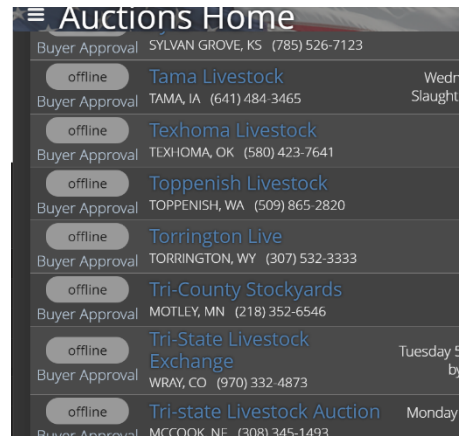 Auctions Home
Buyer Approval SYLVAN GROVE, KS (785) 526-7123
offline Tama Livestock
Buyer Approval TAMA, IA (641) 484-3465
Slaught
offline Texhoma Livestock
Buyer Approval TEXHOMA, OK (580) 423-7641
offline Toppenish Livestock
Buyer Approval TOPPENISH, WA (509) 865-2820
offline Torrington Live
Buyer Approval TORRINGTON, WY (307) 532-3333
offline Tri-County Stockyards
Buyer Approval MOTLEY, MN (218) 352-6546
offline Tri-State Livestock
Exchange
Tuesday 5
by
Buyer Approval WRAY, CO (970) 332-4873
offline Tri-state Livestock Auction Monday
Buyer Approval MCCOOK, NE (308) 345-1493